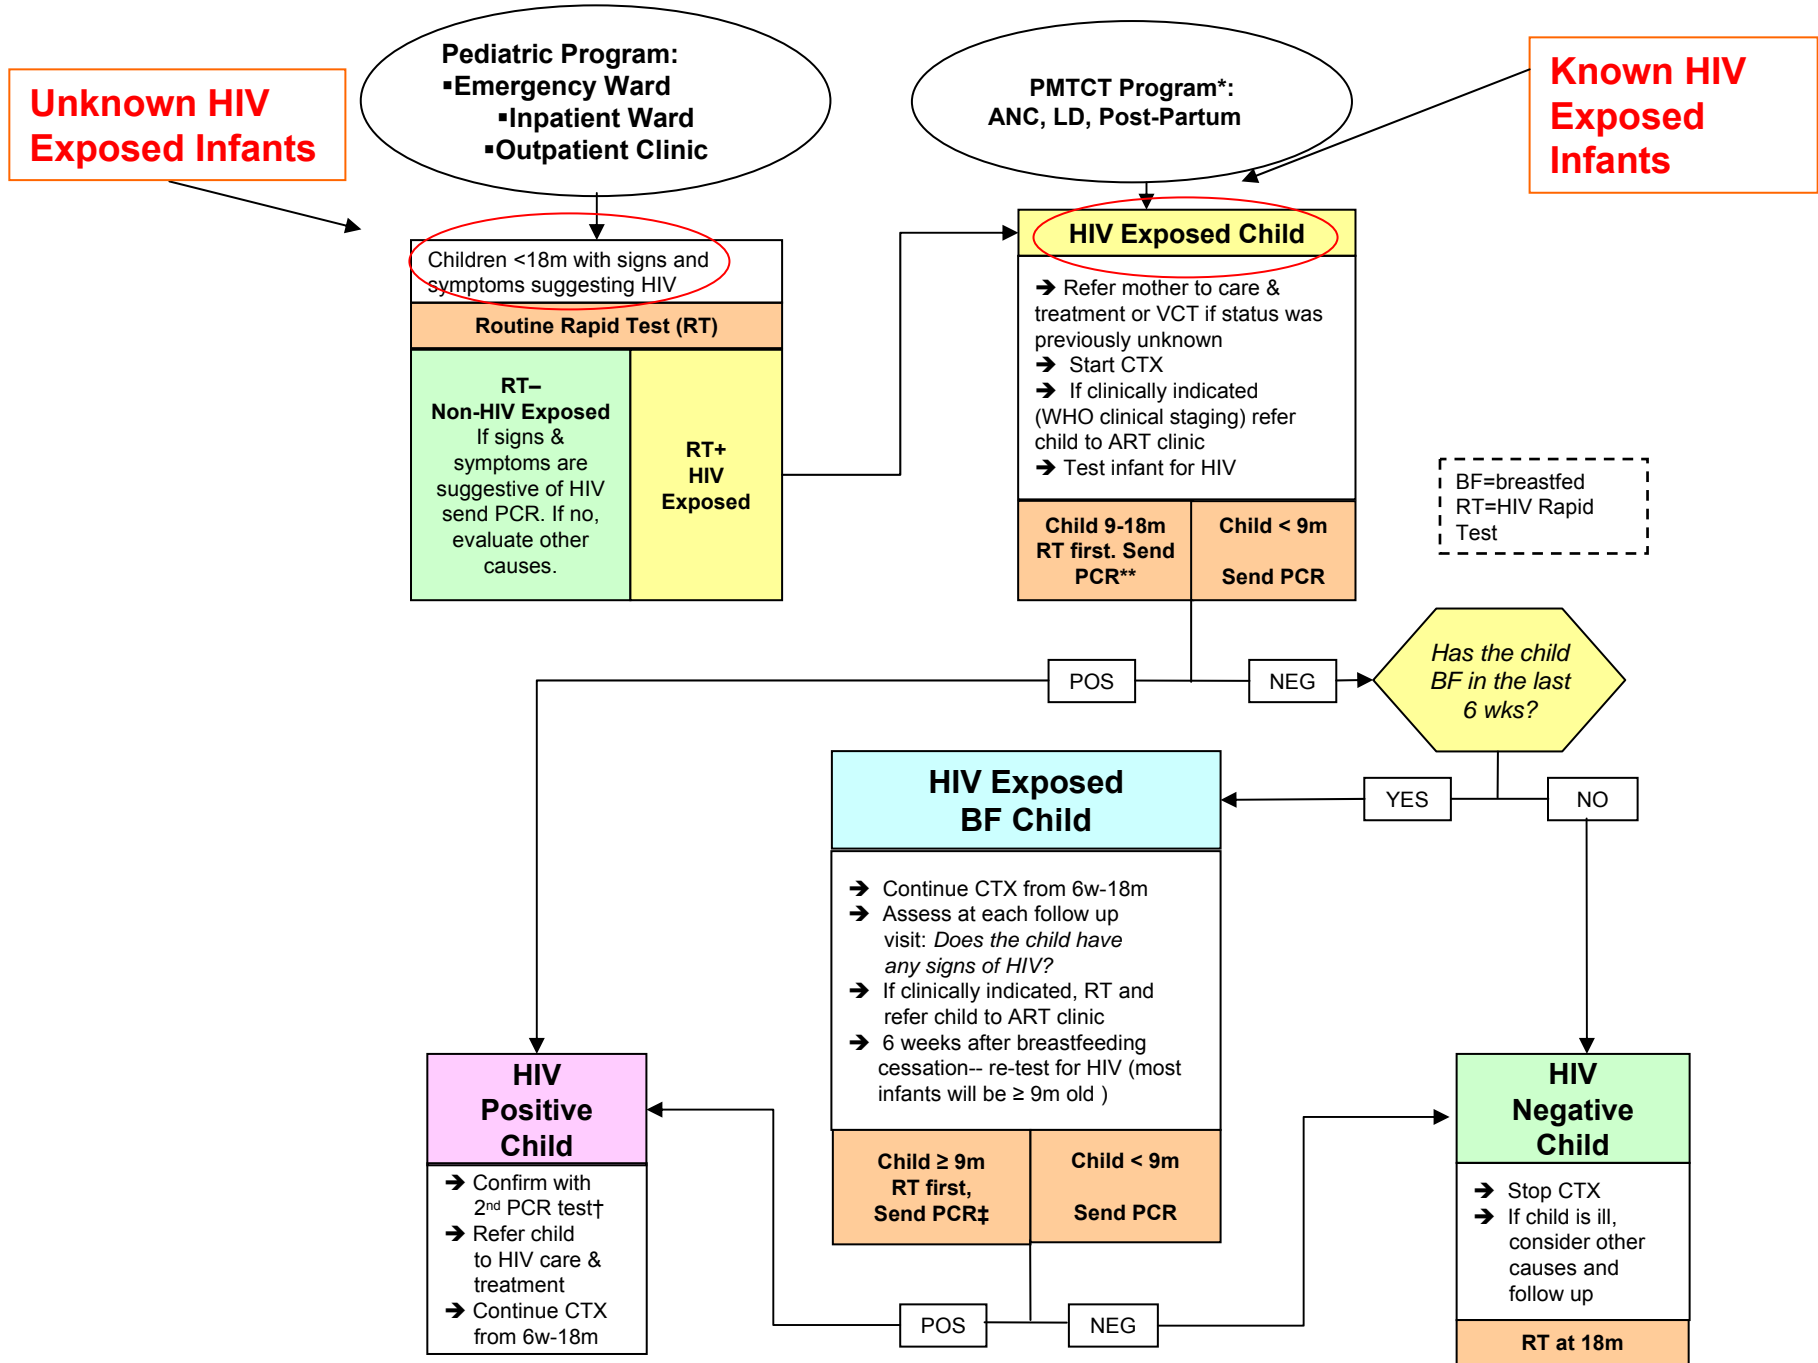 Unknown HIV
Exposed Infants
Pediatric Program:
▪Emergency Ward
▪Inpatient Ward
▪Outpatient Clinic
PMTCT Program*:
ANC, LD, Post-Partum
Known HIV
Exposed
Infants
Children <18m with signs and
symptoms suggesting HIV
Routine Rapid Test (RT)
RT–
Non-HIV Exposed
If signs &
symptoms are
suggestive of HIV
send PCR. If no,
evaluate other
causes.
RT+
HIV
Exposed
HIV Exposed Child
➔ Refer mother to care &
treatment or VCT if status was
previously unknown
➔ Start CTX
➔ If clinically indicated
(WHO clinical staging) refer
child to ART clinic
➔ Test infant for HIV
Child 9-18m
RT first. Send
PCR**
Child < 9m
Send PCR
BF=breastfed
RT=HIV Rapid
Test
POS
NEG
Has the child
BF in the last
6 wks?
YES
NO
HIV Exposed
BF Child
➔ Continue CTX from 6w-18m
➔ Assess at each follow up
visit: Does the child have
any signs of HIV?
➔ If clinically indicated, RT and
refer child to ART clinic
➔ 6 weeks after breastfeeding
cessation-- re-test for HIV (most
infants will be ≥ 9m old )
Child ≥ 9m
RT first,
Send PCR‡
Child < 9m
Send PCR
HIV
Positive
Child
➔ Confirm with
2nd PCR test†
➔ Refer child
to HIV care &
treatment
➔ Continue CTX
from 6w-18m
POS
NEG
HIV
Negative
Child
➔ Stop CTX
➔ If child is ill,
consider other
causes and
follow up
RT at 18m